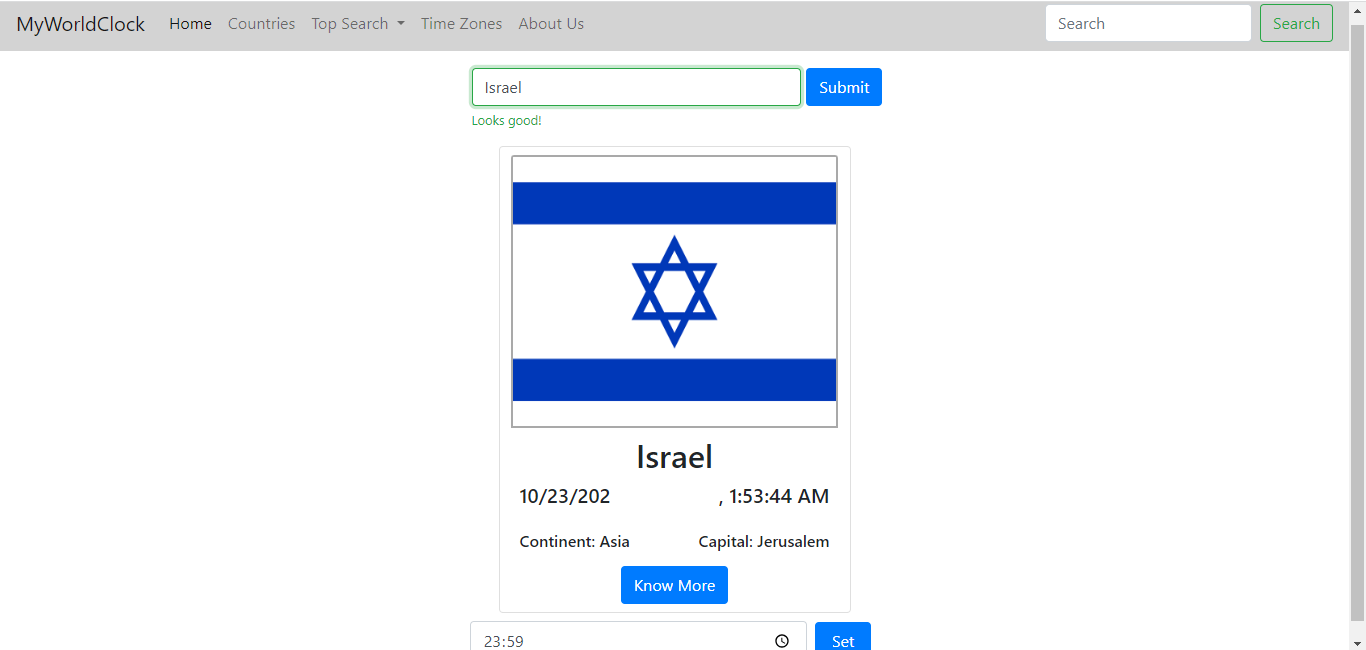 MyWorldClock Home Countries Top Search Time Zones About Us Search Search
Israel Submit
Looks good!
Israel
10/23/202 , 1:53:44 AM
Continent: Asia Capital: Jerusalem
Know More
23:59 Set